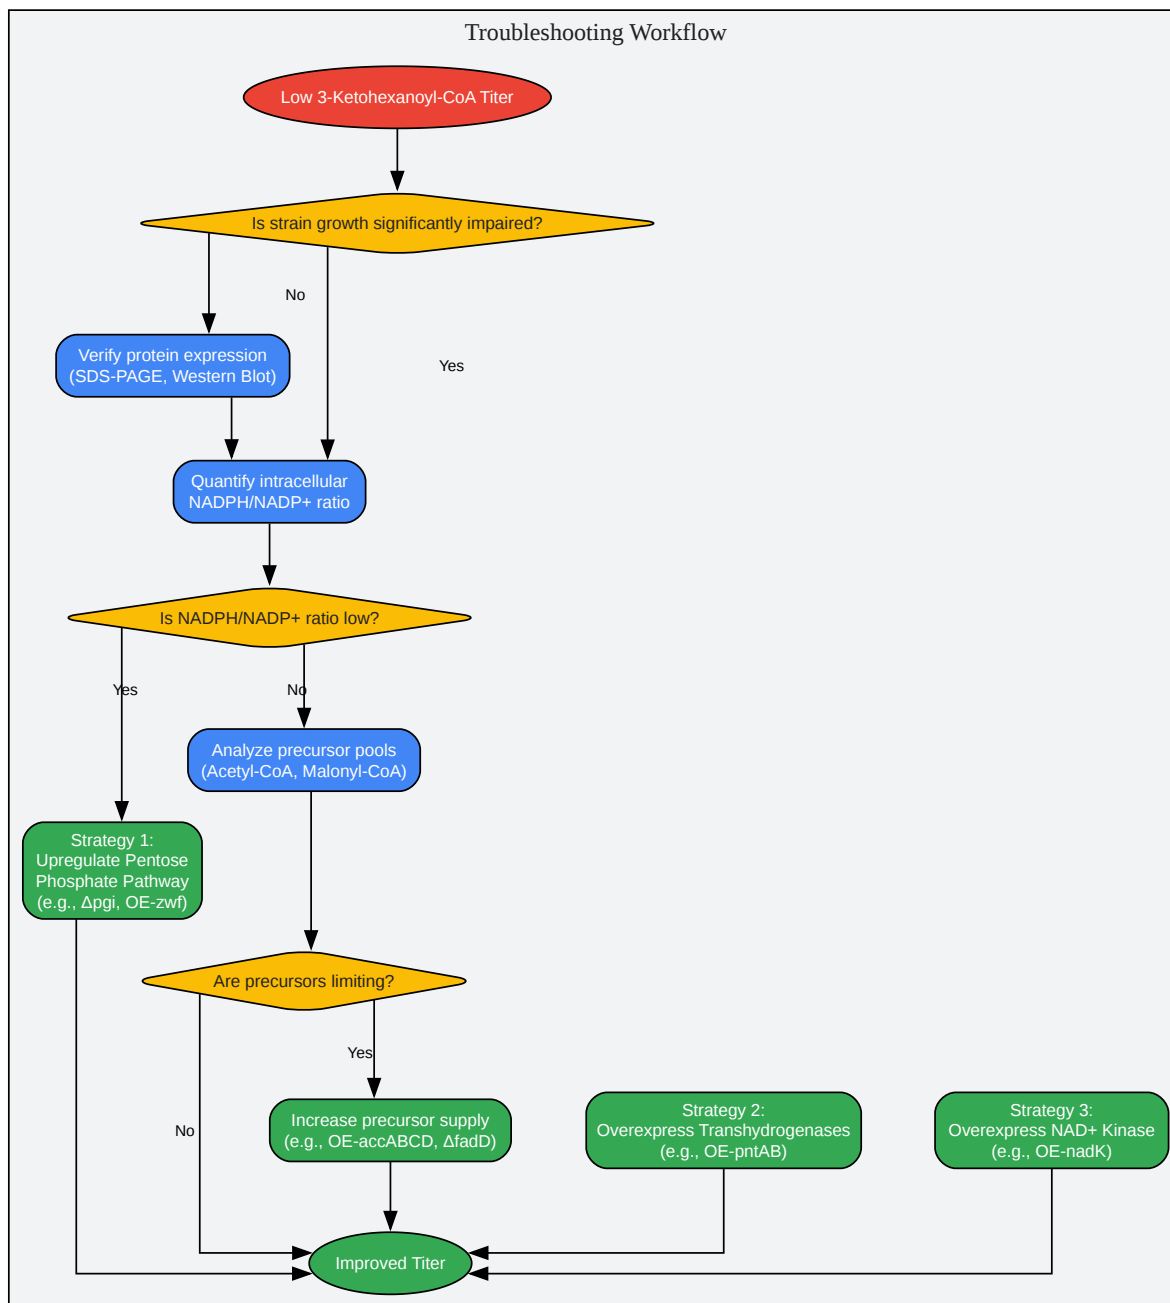 Troubleshooting Workflow
Low 3-Ketohexanoyl-CoA Titer
Is strain growth significantly impaired?
No
Yes
Verify protein expression
(SDS-PAGE, Western Blot)
Quantify intracellular
NADPH/NADP+ ratio
Is NADPH/NADP+ ratio low?
Yes
No
Analyze precursor pools
(Acetyl-CoA, Malonyl-CoA)
Strategy 1:
Upregulate Pentose
Phosphate Pathway
(e.g., Δpgi, OE-zwf)
Are precursors limiting?
Yes
No
Increase precursor supply
(e.g., OE-accABCD, ΔfadD)
Strategy 2:
Overexpress Transhydrogenases
(e.g., OE-pntAB)
Strategy 3:
Overexpress NAD+ Kinase
(e.g., OE-nadK)
Improved Titer